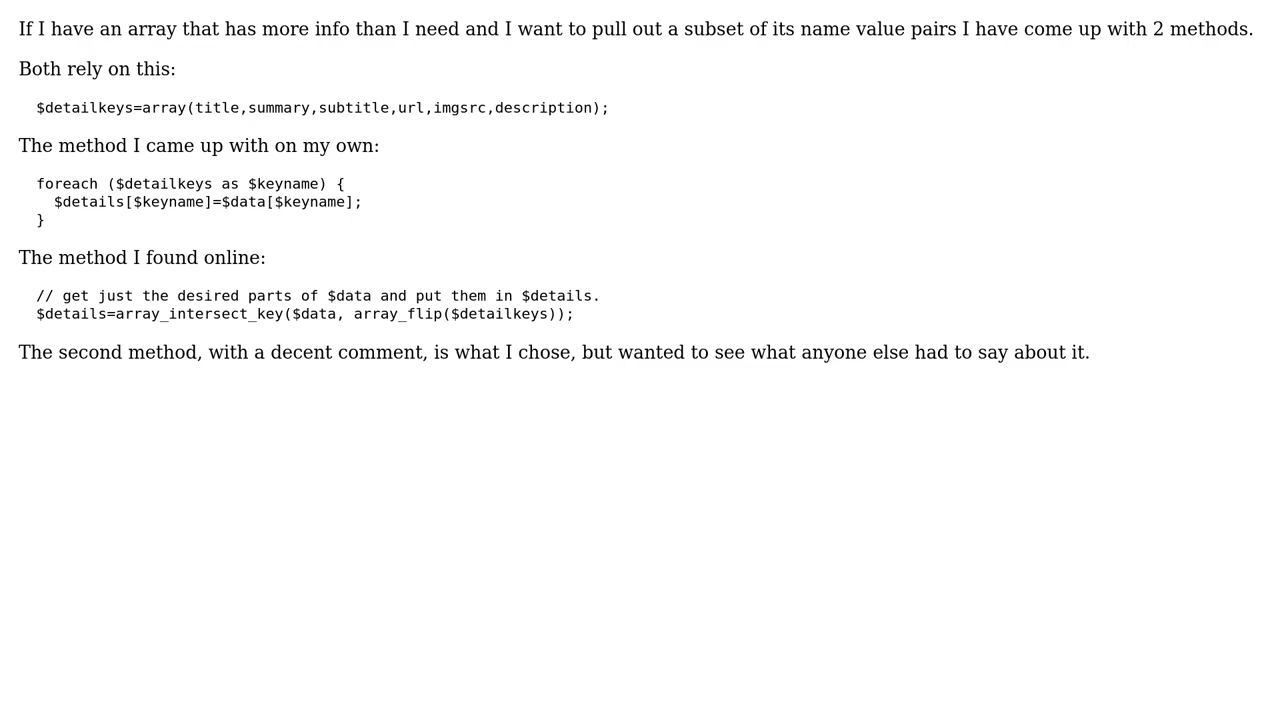 If I have an array that has more info than I need and I want to pull out a subset of its name value pairs I have come up with 2 methods.
Both rely on this:
$detailkeys=array(title,summary,subtitle,url,imgsrc,description);
The method I came up with on my own:
foreach ($detailkeys as $keyname) {
  $details[$keyname]=$data[$keyname];
}
The method I found online:
// get just the desired parts of $data and put them in $details.
$details=array_intersect_key($data, array_flip($detailkeys));
The second method, with a decent comment, is what I chose, but wanted to see what anyone else had to say about it.